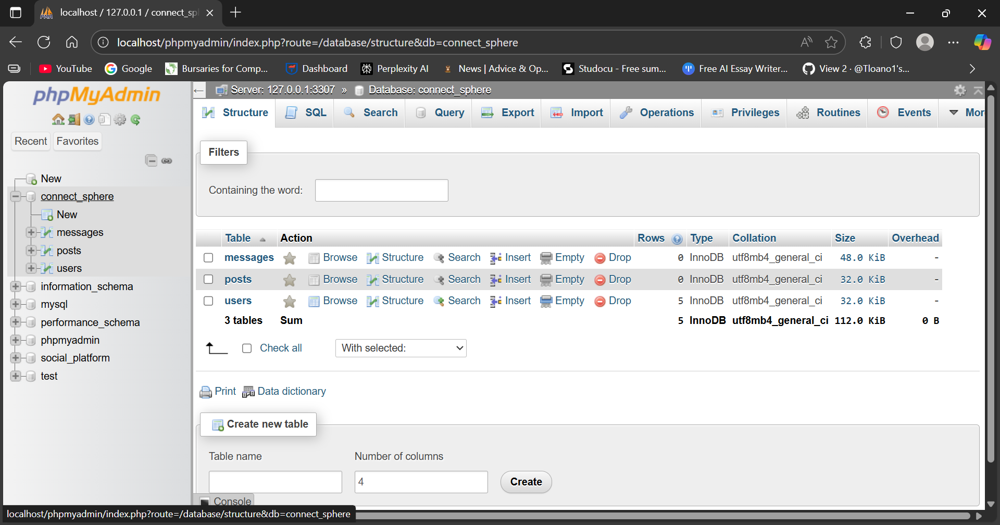 localhost / 127.0.0.1 / connect_sp
localhost/phpmyadmin/index.php?route=/database/structure&db=connect_sphere
YouTube Google Bursaries for Comp... Dashboard Perplexity AI News | Advice & Op... Studocu - Free sum... Free AI Essay Writer... View 2 · @Tloano1's...
phpMyAdmin
Recent Favorites
New
connect_sphere
New
messages
posts
users
information_schema
mysql
performance_schema
phpmyadmin
social_platform
test
Server: 127.0.0.1:3307 » Database: connect_sphere
Structure SQL Search Query Export Import Operations Privileges Routines Events Mor
Filters
Containing the word:
Table Action Rows Type Collation Size Overhead
messages Browse Structure Search Insert Empty Drop 0 InnoDB utf8mb4_general_ci 48.0 KiB -
posts Browse Structure Search Insert Empty Drop 0 InnoDB utf8mb4_general_ci 32.0 KiB -
users Browse Structure Search Insert Empty Drop 5 InnoDB utf8mb4_general_ci 32.0 KiB -
3 tables Sum 5 InnoDB utf8mb4_general_ci 112.0 KiB 0 B
Check all With selected:
Print Data dictionary
Create new table
Table name Number of columns
4 Create
Console
localhost/phpmyadmin/index.php?route=/database/structure&db=connect_sphere